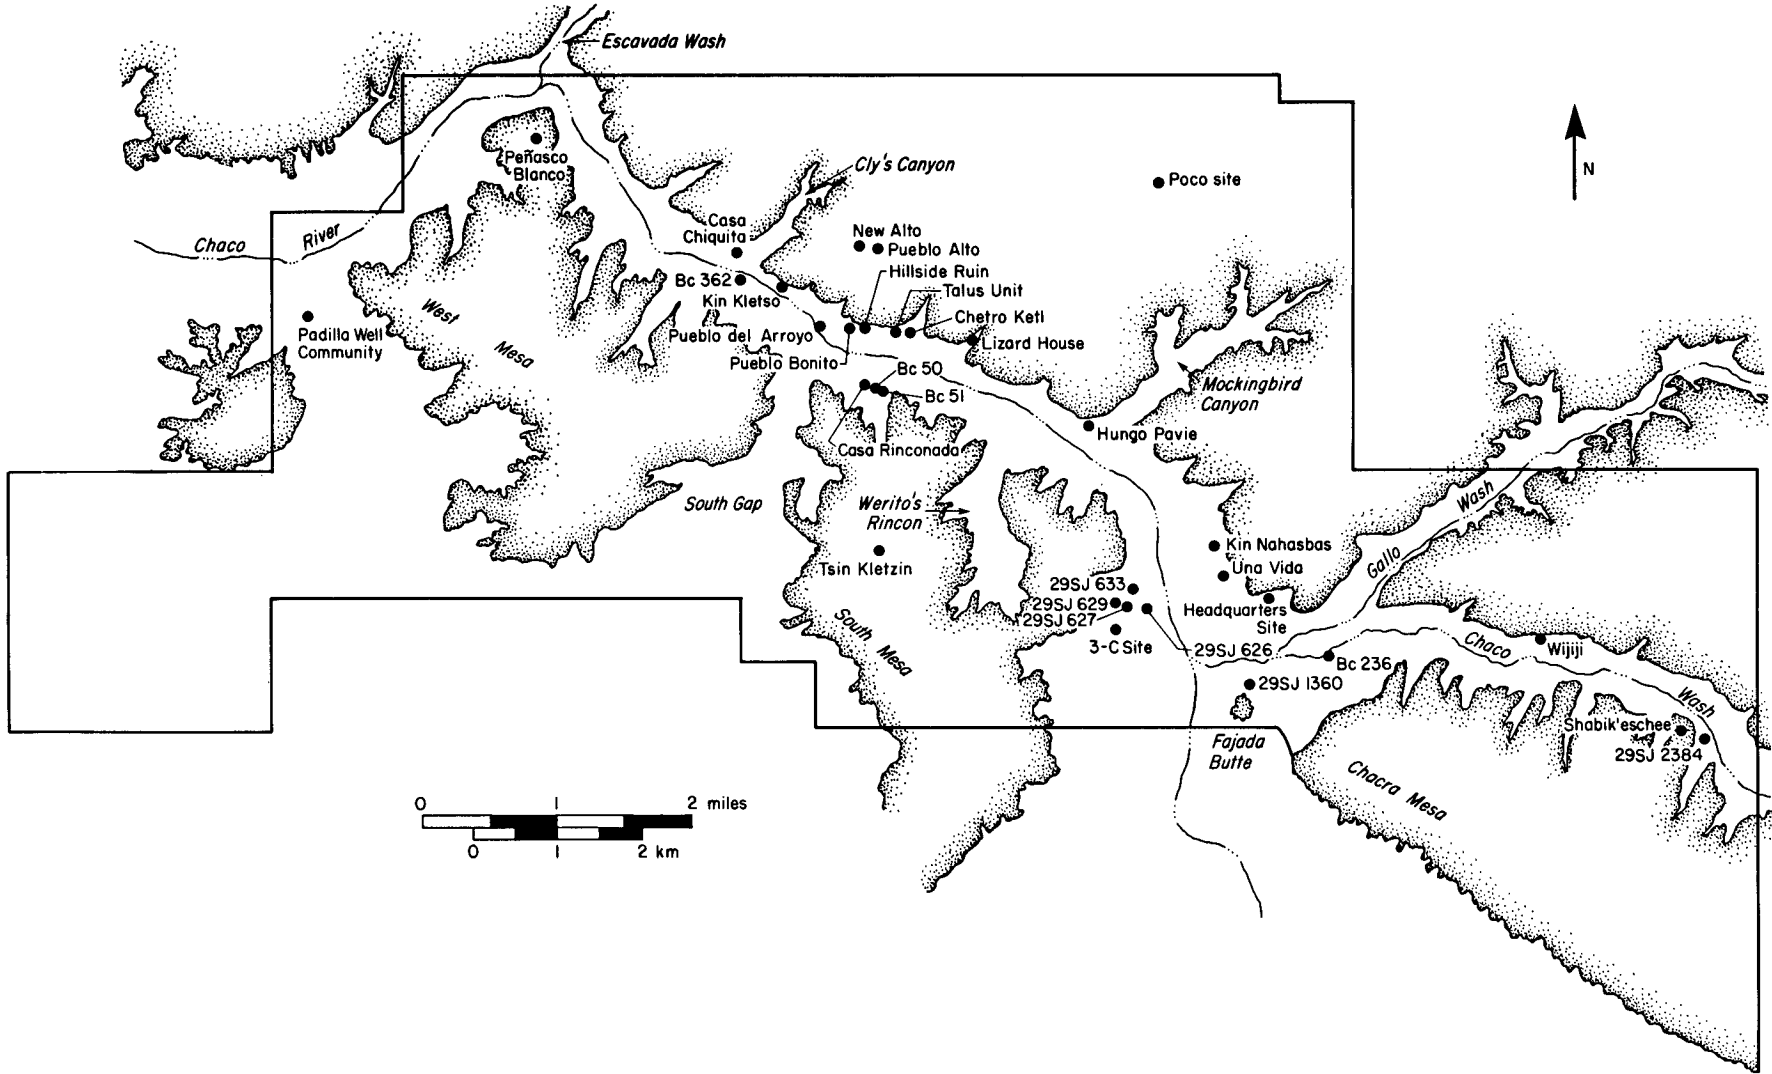 Escavada Wash
N
Peñasco
Blanco
Cly's Canyon
Poco site
Casa
Chiquita
New Alto
Pueblo Alto
Chaco
River
Hillside Ruin
Bc 362
Talus Unit
Kin Kletso
Chetro Ketl
West
Mesa
Padilla Well
Community
Pueblo del Arroyo
Lizard House
Pueblo Bonito
Bc 50
Bc 51
Mockingbird
Canyon
Hungo Pavie
Casa Rinconada
South Gap
Werito's
Rincon
Gallo
Wash
Kin Nahasbas
Una Vida
Tsin Kletzin
29SJ 633
29SJ 629
29SJ 627
Headquarters
Site
South Mesa
3-C Site
29SJ 626
Bc 236
Chaco
Wash
Wijiji
29SJ 1360
Shabik'eschee
29SJ 2384
Fajada
Butte
Chacra Mesa
0 1 2 miles
0 1 2 km